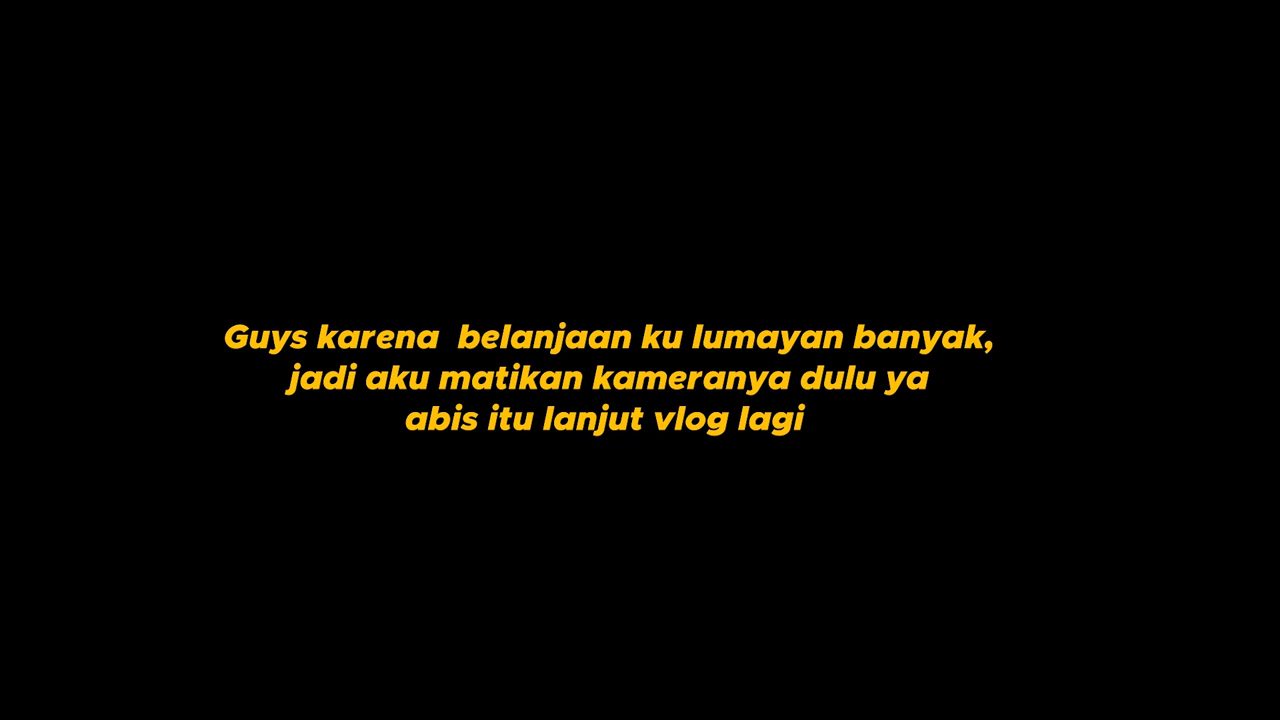 Guys karena  belanjaan ku lumayan banyak,
jadi aku matikan kameranya dulu ya
abis itu lanjut vlog lagi